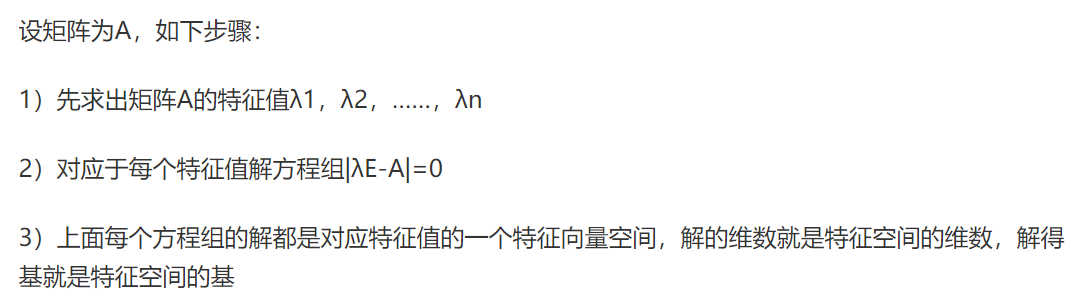 设矩阵为A，如下步骤：
1）先求出矩阵A的特征值λ1，λ2，……，λn
2）对应于每个特征值解方程组|λE-A|=0
3）上面每个方程组的解都是对应特征值的一个特征向量空间，解的维数就是特征空间的维数，解得
基就是特征空间的基